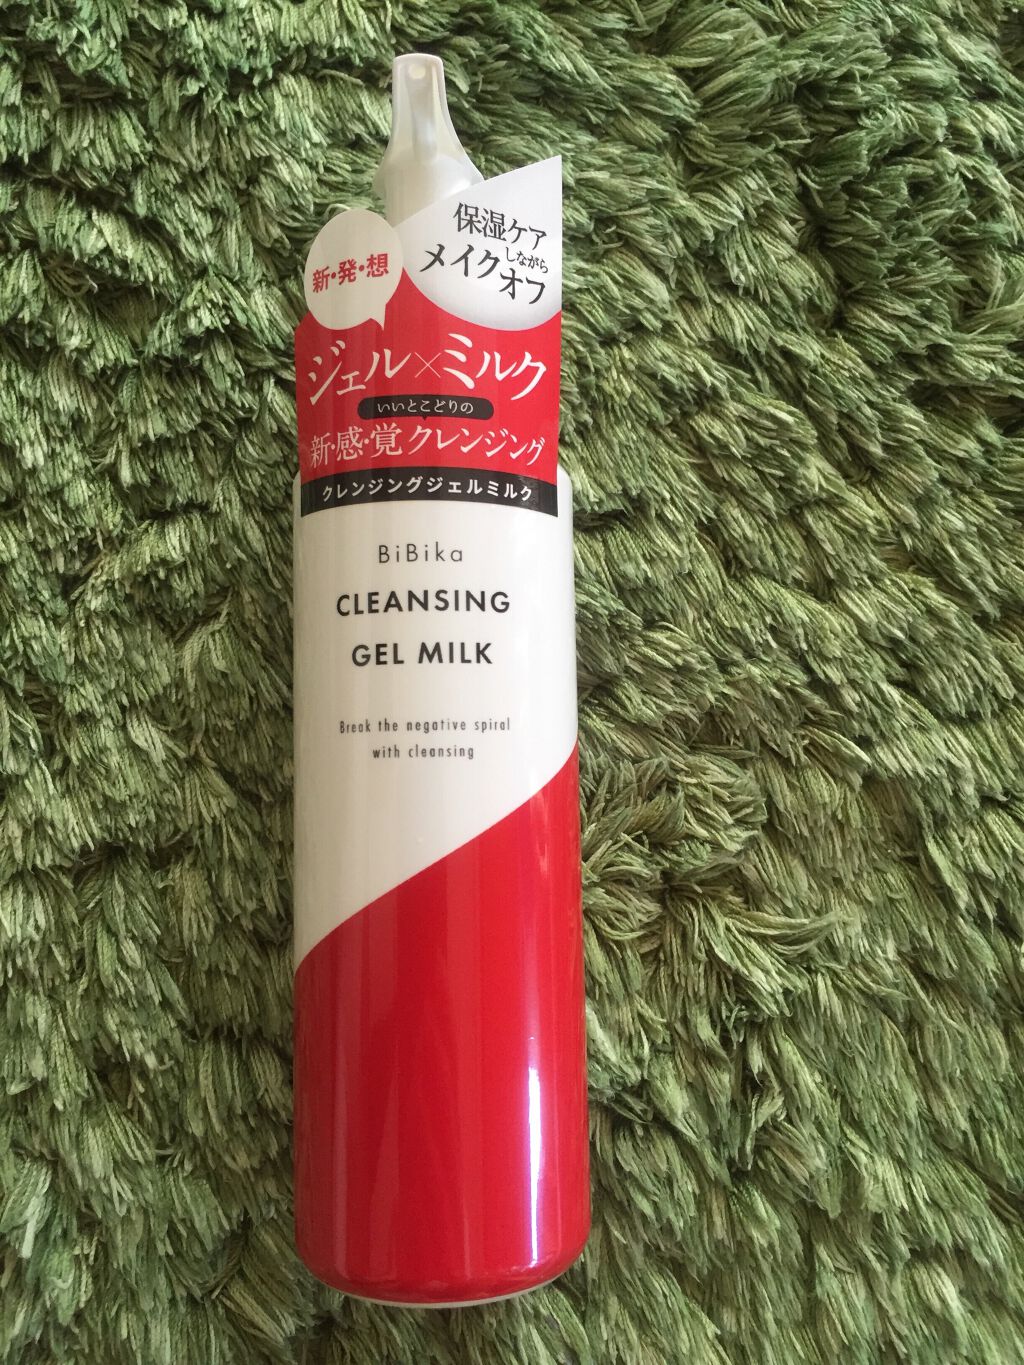 新・発・想
保湿ケア
しながら
メイクオフ
ジェル×ミルク
いいとこどりの
新・感・覚 クレンジング
クレンジングジェルミルク
BiBika
CLEANSING
GEL MILK
Break the negative spiral
with cleansing